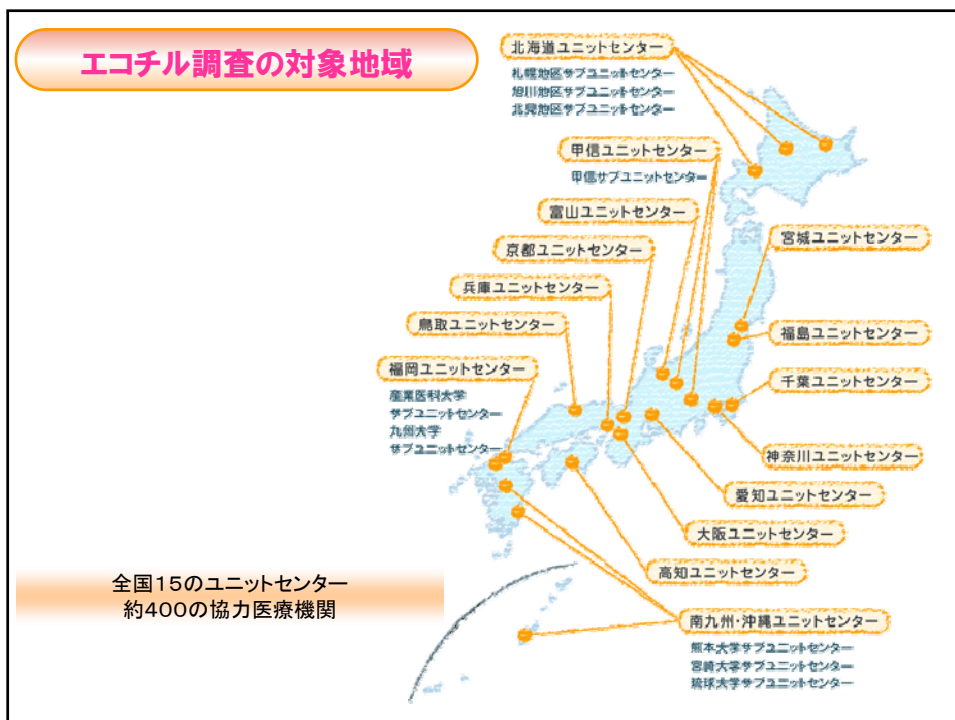 エコチル調査の対象地域
北海道ユニットセンター
札幌地区サブユニットセンター
旭川地区サブユニットセンター
北見地区サブユニットセンター
甲信ユニットセンター
甲信サブユニットセンター
富山ユニットセンター
宮城ユニットセンター
京都ユニットセンター
兵庫ユニットセンター
鳥取ユニットセンター
福島ユニットセンター
福岡ユニットセンター
産業医科大学
サブユニットセンター
九州大学
サブユニットセンター
千葉ユニットセンター
神奈川ユニットセンター
愛知ユニットセンター
大阪ユニットセンター
高知ユニットセンター
全国15のユニットセンター
約400の協力医療機関
南九州・沖縄ユニットセンター
熊本大学サブユニットセンター
宮崎大学サブユニットセンター
琉球大学サブユニットセンター